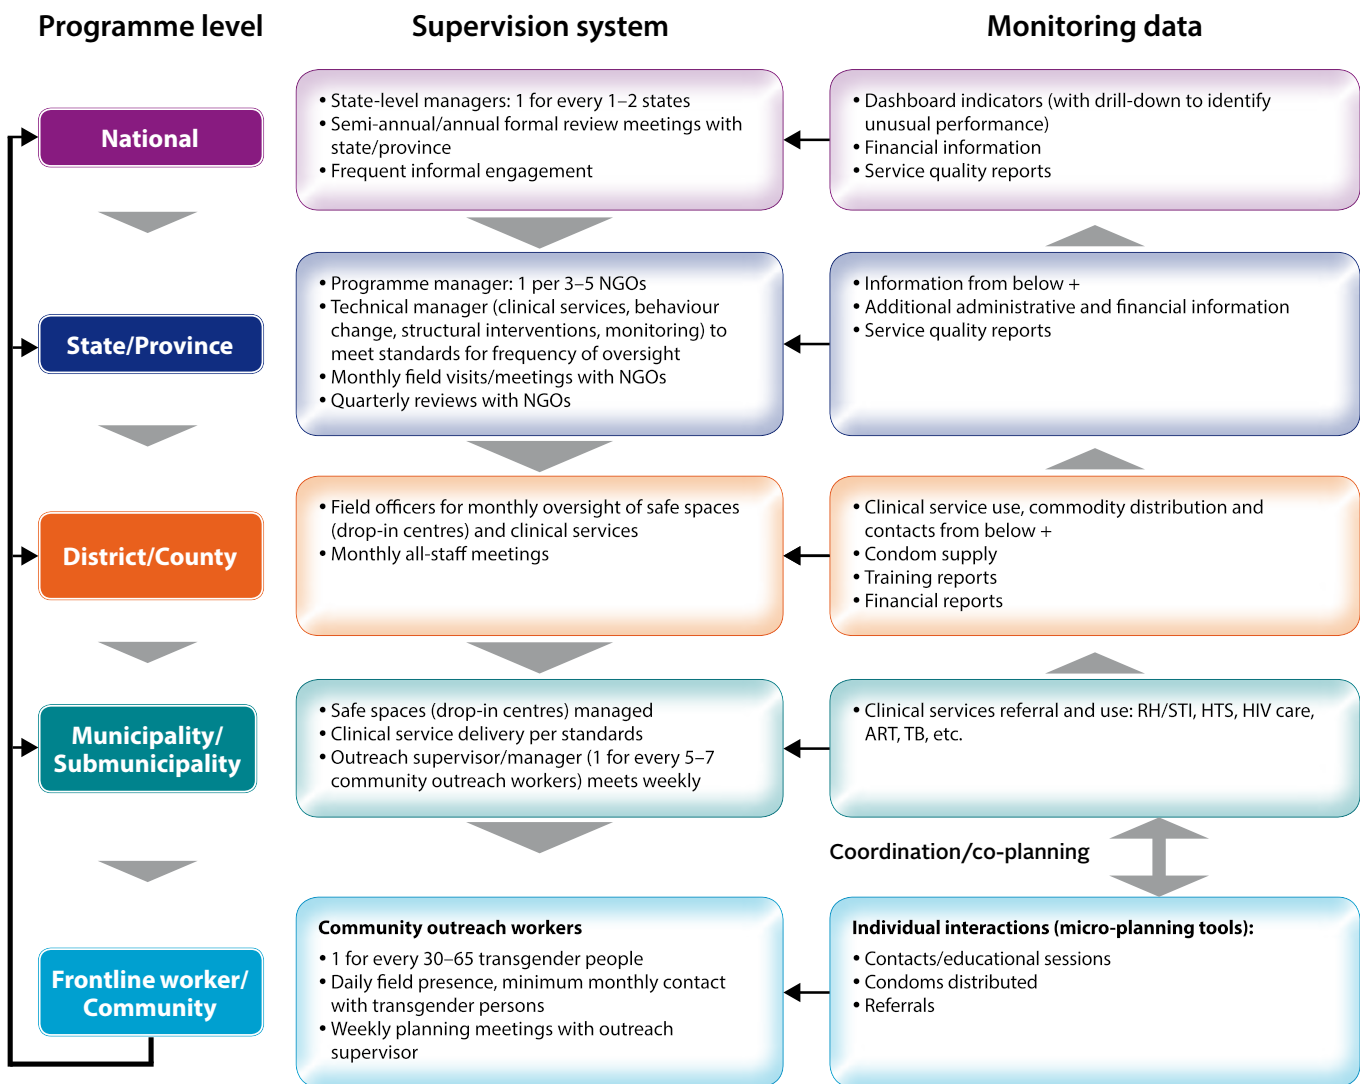 Programme level
Supervision system
Monitoring data
National
• State-level managers: 1 for every 1–2 states
• Semi-annual/annual formal review meetings with
state/province
• Frequent informal engagement
• Dashboard indicators (with drill-down to identify
unusual performance)
• Financial information
• Service quality reports
State/Province
• Programme manager: 1 per 3–5 NGOs
• Technical manager (clinical services, behaviour
change, structural interventions, monitoring) to
meet standards for frequency of oversight
• Monthly field visits/meetings with NGOs
• Quarterly reviews with NGOs
• Information from below +
• Additional administrative and financial information
• Service quality reports
District/County
• Field officers for monthly oversight of safe spaces
(drop-in centres) and clinical services
• Monthly all-staff meetings
• Clinical service use, commodity distribution and
contacts from below +
• Condom supply
• Training reports
• Financial reports
Municipality/
Submunicipality
• Safe spaces (drop-in centres) managed
• Clinical service delivery per standards
• Outreach supervisor/manager (1 for every 5–7
community outreach workers) meets weekly
• Clinical services referral and use: RH/STI, HTS, HIV care,
ART, TB, etc.
Coordination/co-planning
Frontline worker/
Community
Community outreach workers
• 1 for every 30–65 transgender people
• Daily field presence, minimum monthly contact
with transgender persons
• Weekly planning meetings with outreach
supervisor
Individual interactions (micro-planning tools):
• Contacts/educational sessions
• Condoms distributed
• Referrals